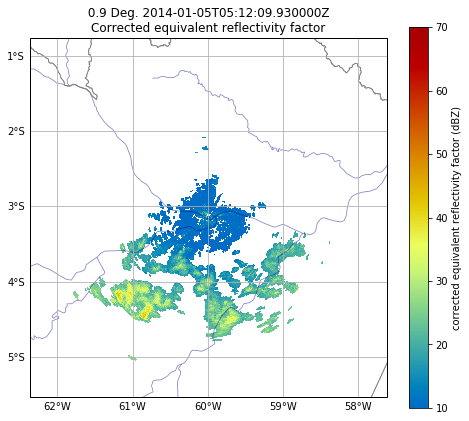 0.9 Deg. 2014-01-05T05:12:09.930000Z
Corrected equivalent reflectivity factor
1°S
2°S
3°S
4°S
5°S
62°W
61°W
60°W
59°W
58°W
70
60
50
40
30
20
10
corrected equivalent reflectivity factor (dBZ)